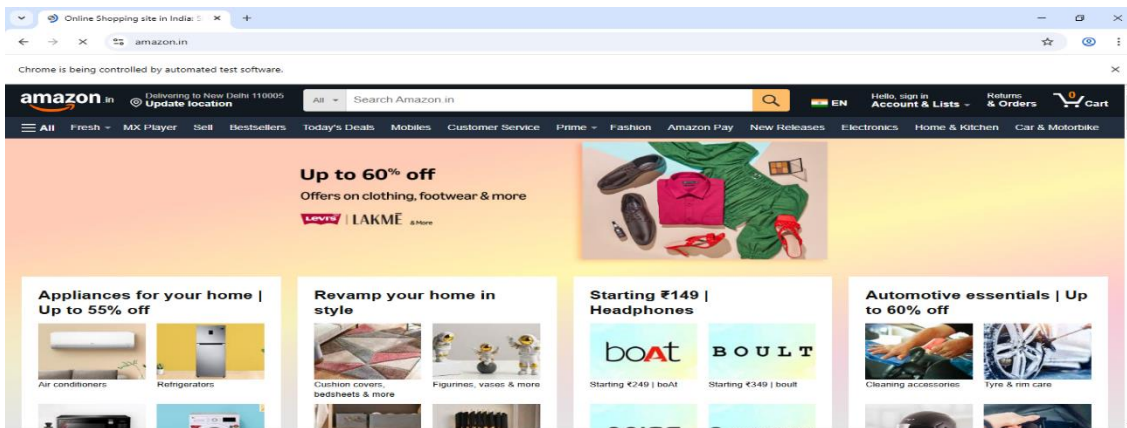 Online Shopping site in India: S
amazon.in
Chrome is being controlled by automated test software.
amazon.in
Delivering to New Delhi 110005
Update location
All
Search Amazon.in
EN
Hello, sign in
Account & Lists
Returns
& Orders
0
Cart
All Fresh MX Player Sell Bestsellers Today's Deals Mobiles Customer Service Prime Fashion Amazon Pay New Releases Electronics Home & Kitchen Car & Motorbike
Up to 60% off
Offers on clothing, footwear & more
Levi's | LAKMĒ & More
Appliances for your home |
Up to 55% off
Air conditioners
Refrigerators
Revamp your home in
style
Cushion covers,
bedsheets & more
Figurines, vases & more
Starting ₹149 |
Headphones
boAt
BOULT
Starting ₹249 | boAt
Starting ₹349 | boult
Automotive essentials | Up
to 60% off
Cleaning accessories
Tyre & rim care